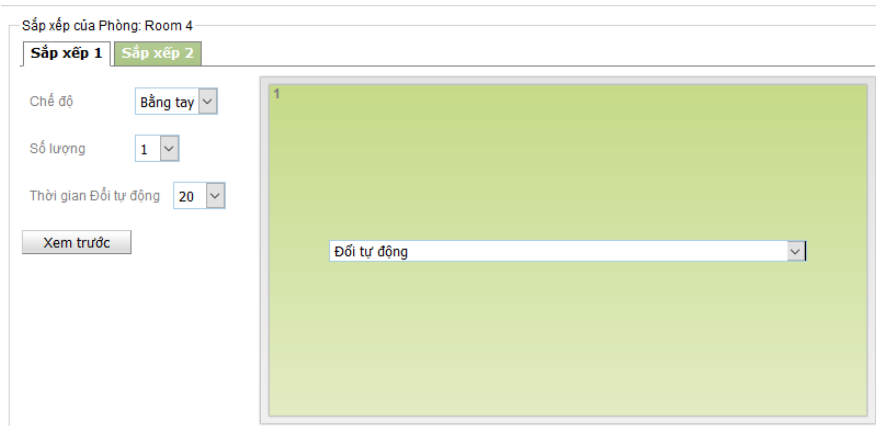 Sắp xếp của Phòng: Room 4
Sắp xếp 1 Sắp xếp 2
Chế độ Bằng tay
1
Số lượng 1
Thời gian Đổi tự động 20
Xem trước
Đổi tự động